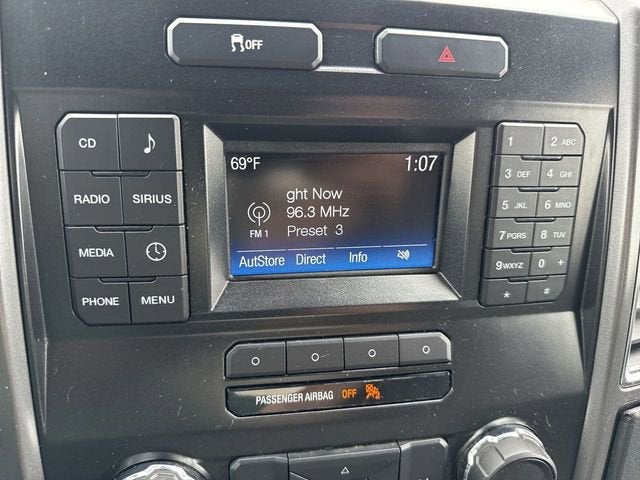 OFF
CD
RADIO SIRIUS
MEDIA
PHONE MENU
69°F 1:07
ght Now
96.3 MHz
FM 1 Preset 3
AutStore Direct Info
1 2 ABC
3 DEF 4 GHI
5 JKL 6 MNO
7 PQRS 8 TUV
9 WXYZ 0 +
* #
PASSENGER AIRBAG OFF 2